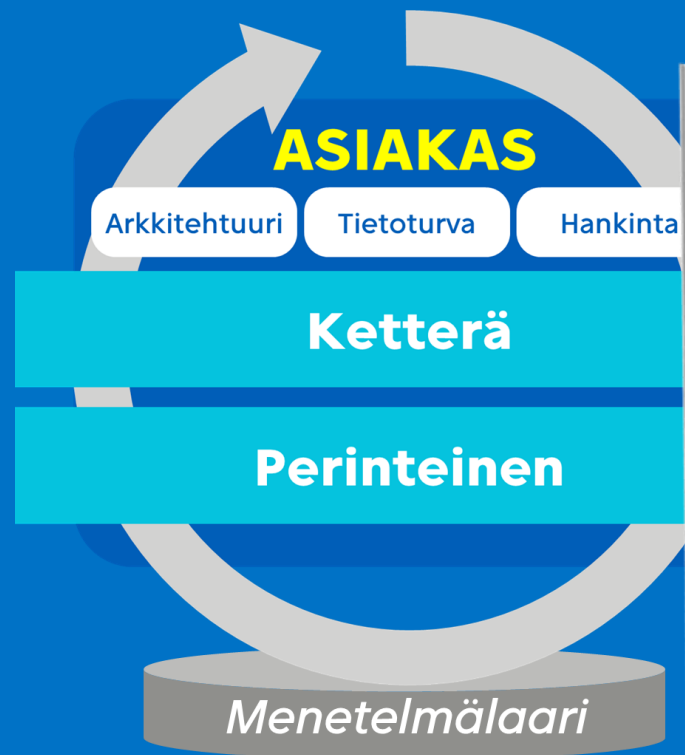 ASIAKAS
Arkkitehtuuri Tietoturva Hankinta
Ketterä
Perinteinen
Menetelmälaari